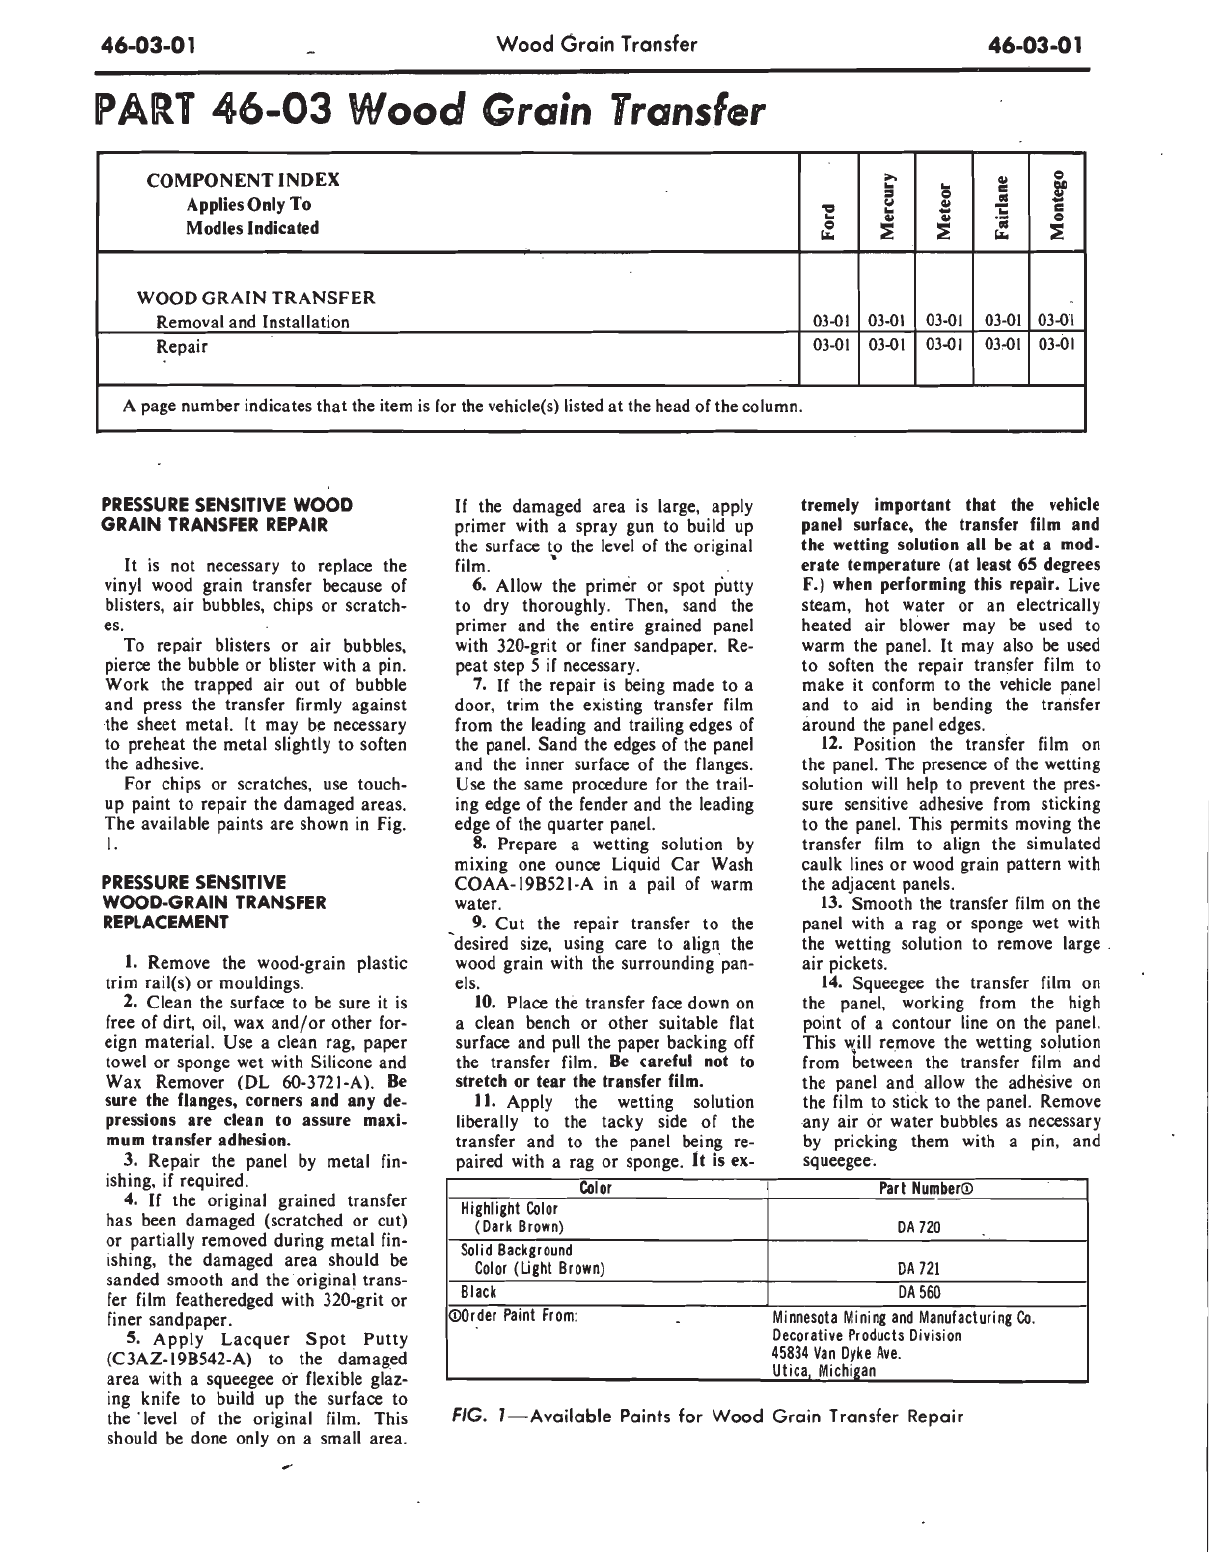 46-03-01 Wood Grain Transfer 46-03-01
PART 46-03 Wood Grain Transfer
COMPONENT INDEX
Applies Only To
Modles Indicated
Ford
Mercury
Meteor
Fairlane
Montego
WOOD GRAIN TRANSFER
Removal and Installation 03-01 03-01 03-01 03-01 03-01
Repair 03-01 03-01 03-01 03-01 03-01
A page number indicates that the item is for the vehicle(s) listed at the head of the column.
PRESSURE SENSITIVE WOOD
GRAIN TRANSFER REPAIR
It is not necessary to replace the
vinyl wood grain transfer because of
blisters, air bubbles, chips or scratch-
es.
To repair blisters or air bubbles,
pierce the bubble or blister with a pin.
Work the trapped air out of bubble
and press the transfer firmly against
the sheet metal. It may be necessary
to preheat the metal slightly to soften
the adhesive.
For chips or scratches, use touch-
up paint to repair the damaged areas.
The available paints are shown in Fig.
1.
PRESSURE SENSITIVE
WOOD-GRAIN TRANSFER
REPLACEMENT
1. Remove the wood-grain plastic
trim rail(s) or mouldings.
2. Clean the surface to be sure it is
free of dirt, oil, wax and/or other for-
eign material. Use a clean rag, paper
towel or sponge wet with Silicone and
Wax Remover (DL 60-3721-A). Be
sure the flanges, corners and any de-
pressions are clean to assure maxi-
mum transfer adhesion.
3. Repair the panel by metal fin-
ishing, if required.
4. If the original grained transfer
has been damaged (scratched or cut)
or partially removed during metal fin-
ishing, the damaged area should be
sanded smooth and the original trans-
fer film featheredged with 320-grit or
finer sandpaper.
5. Apply Lacquer Spot Putty
(C3AZ-19B542-A) to the damaged
area with a squeegee or flexible glaz-
ing knife to build up the surface to
the level of the original film. This
should be done only on a small area.
If the damaged area is large, apply
primer with a spray gun to build up
the surface to the level of the original
film.
6. Allow the primer or spot putty
to dry thoroughly. Then, sand the
primer and the entire grained panel
with 320-grit or finer sandpaper. Re-
peat step 5 if necessary.
7. If the repair is being made to a
door, trim the existing transfer film
from the leading and trailing edges of
the panel. Sand the edges of the panel
and the inner surface of the flanges.
Use the same procedure for the trail-
ing edge of the fender and the leading
edge of the quarter panel.
8. Prepare a wetting solution by
mixing one ounce Liquid Car Wash
COAA-19B521-A in a pail of warm
water.
9. Cut the repair transfer to the
desired size, using care to align the
wood grain with the surrounding pan-
els.
10. Place the transfer face down on
a clean bench or other suitable flat
surface and pull the paper backing off
the transfer film. Be careful not to
stretch or tear the transfer film.
11. Apply the wetting solution
liberally to the tacky side of the
transfer and to the panel being re-
paired with a rag or sponge. It is ex-
tremely important that the vehicle
panel surface, the transfer film and
the wetting solution all be at a mod-
erate temperature (at least 65 degrees
F.) when performing this repair. Live
steam, hot water or an electrically
heated air blower may be used to
warm the panel. It may also be used
to soften the repair transfer film to
make it conform to the vehicle panel
and to aid in bending the transfer
around the panel edges.
12. Position the transfer film on
the panel. The presence of the wetting
solution will help to prevent the pres-
sure sensitive adhesive from sticking
to the panel. This permits moving the
transfer film to align the simulated
caulk lines or wood grain pattern with
the adjacent panels.
13. Smooth the transfer film on the
panel with a rag or sponge wet with
the wetting solution to remove large
air pickets.
14. Squeegee the transfer film on
the panel, working from the high
point of a contour line on the panel.
This will remove the wetting solution
from between the transfer film and
the panel and allow the adhesive on
the film to stick to the panel. Remove
any air or water bubbles as necessary
by pricking them with a pin, and
squeegee.
Color Part Number①
Highlight Color
(Dark Brown) DA 720
Solid Background
Color (Light Brown) DA 721
Black DA 560
①Order Paint From: Minnesota Mining and Manufacturing Co.
Decorative Products Division
45834 Van Dyke Ave.
Utica, Michigan
FIG. 1—Available Paints for Wood Grain Transfer Repair